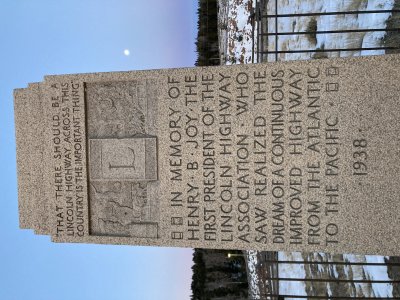 "THAT THERE SHOULD BE A
LINCOLN HIGHWAY ACROSS THIS
COUNTRY IS THE IMPORTANT THING"
L
IN MEMORY OF
HENRY · B · JOY, THE
FIRST PRESIDENT OF THE
LINCOLN HIGHWAY
ASSOCIATION WHO
SAW REALIZED THE
DREAM OF A CONTINUOUS
IMPROVED HIGHWAY
FROM THE ATLANTIC
TO THE PACIFIC ·
· 1938 ·